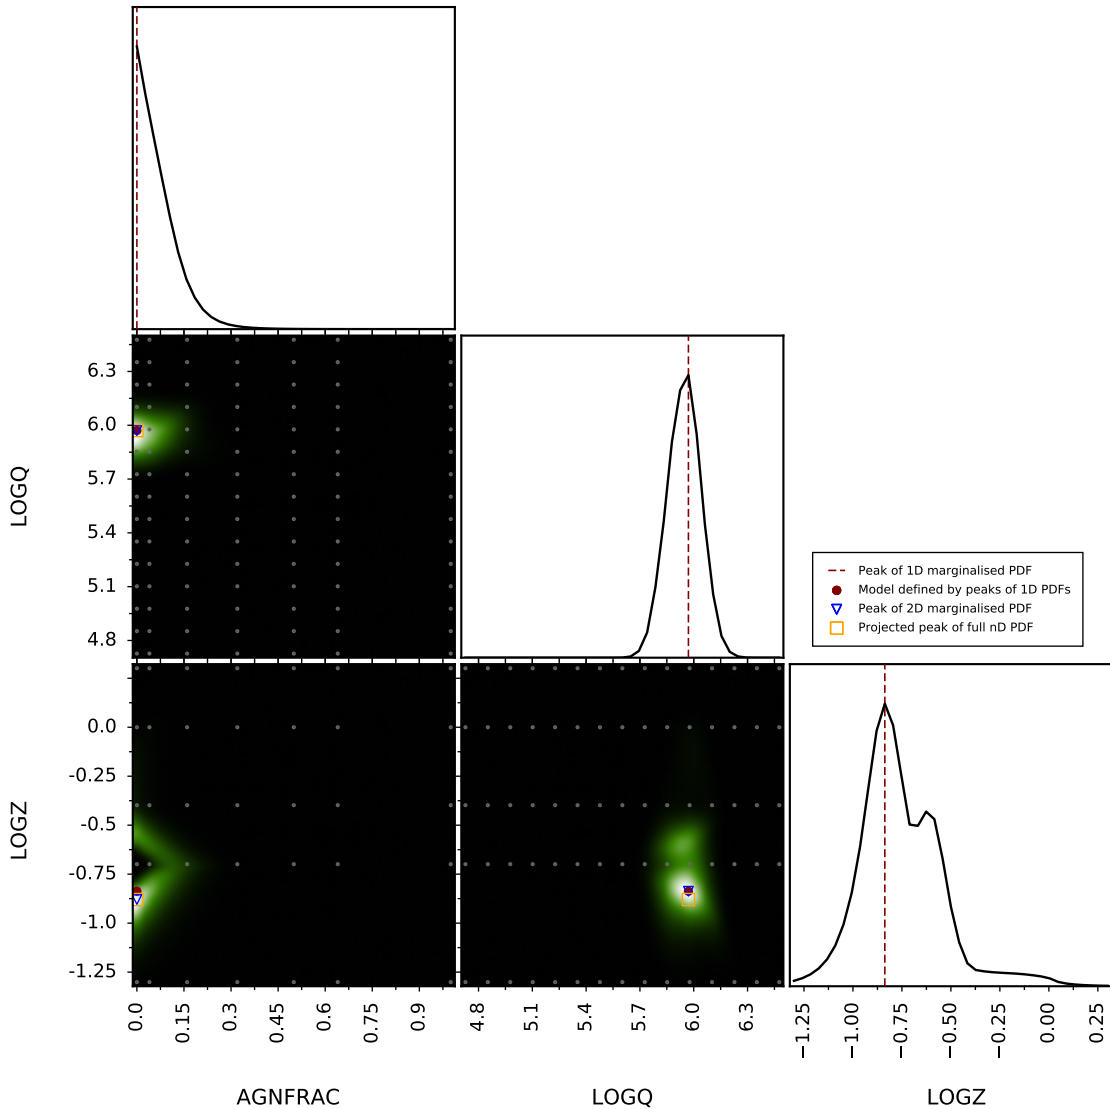 6.3
6.0
5.7
5.4
5.1
4.8
LOGQ
Peak of 1D marginalised PDF
Model defined by peaks of 1D PDFs
Peak of 2D marginalised PDF
Projected peak of full nD PDF
0.0
-0.25
-0.5
-0.75
-1.0
-1.25
LOGZ
0.0 0.15 0.3 0.45 0.6 0.75 0.9
4.8 5.1 5.4 5.7 6.0 6.3
−1.25 −1.00 −0.75 −0.50 −0.25 0.00 0.25
AGNFRAC LOGQ LOGZ